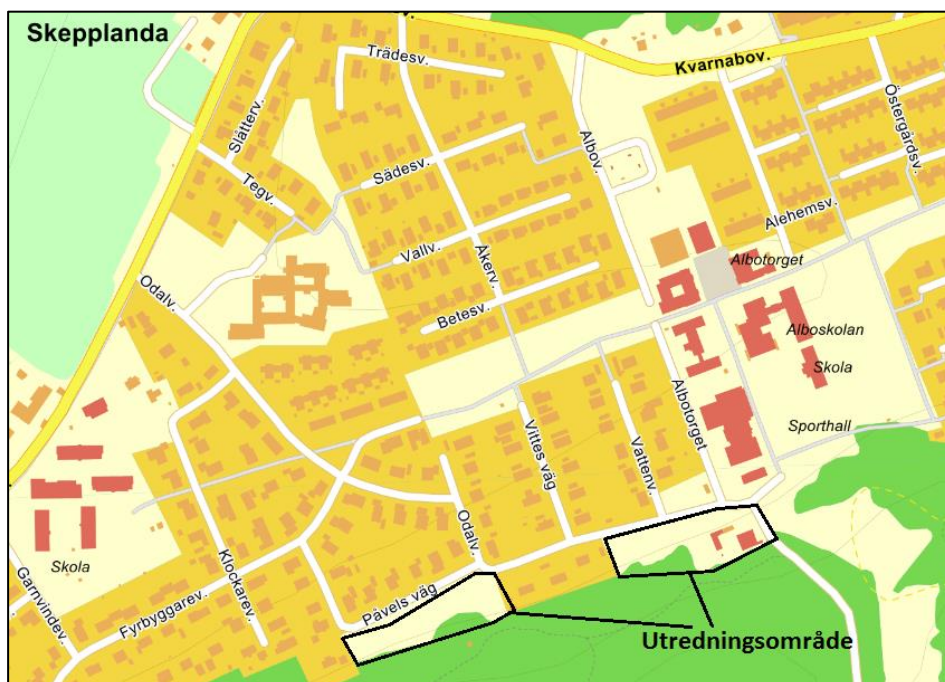 Skepplanda
Trädesv.
Kvarnabov.
Slåtterv.
Östergårdsv.
Albov.
Sädesv.
Tegv.
Alehemsv.
Vallv.
Åkerv.
Albotorget
Odalv.
Betesv.
Alboskolan
Skola
Albotorget
Sporthall
Vittes väg
Vattenv.
Odalv.
Skola
Klockarev.
Garnvindev.
Fyrbyggarev.
Påvels väg
Utredningsområde